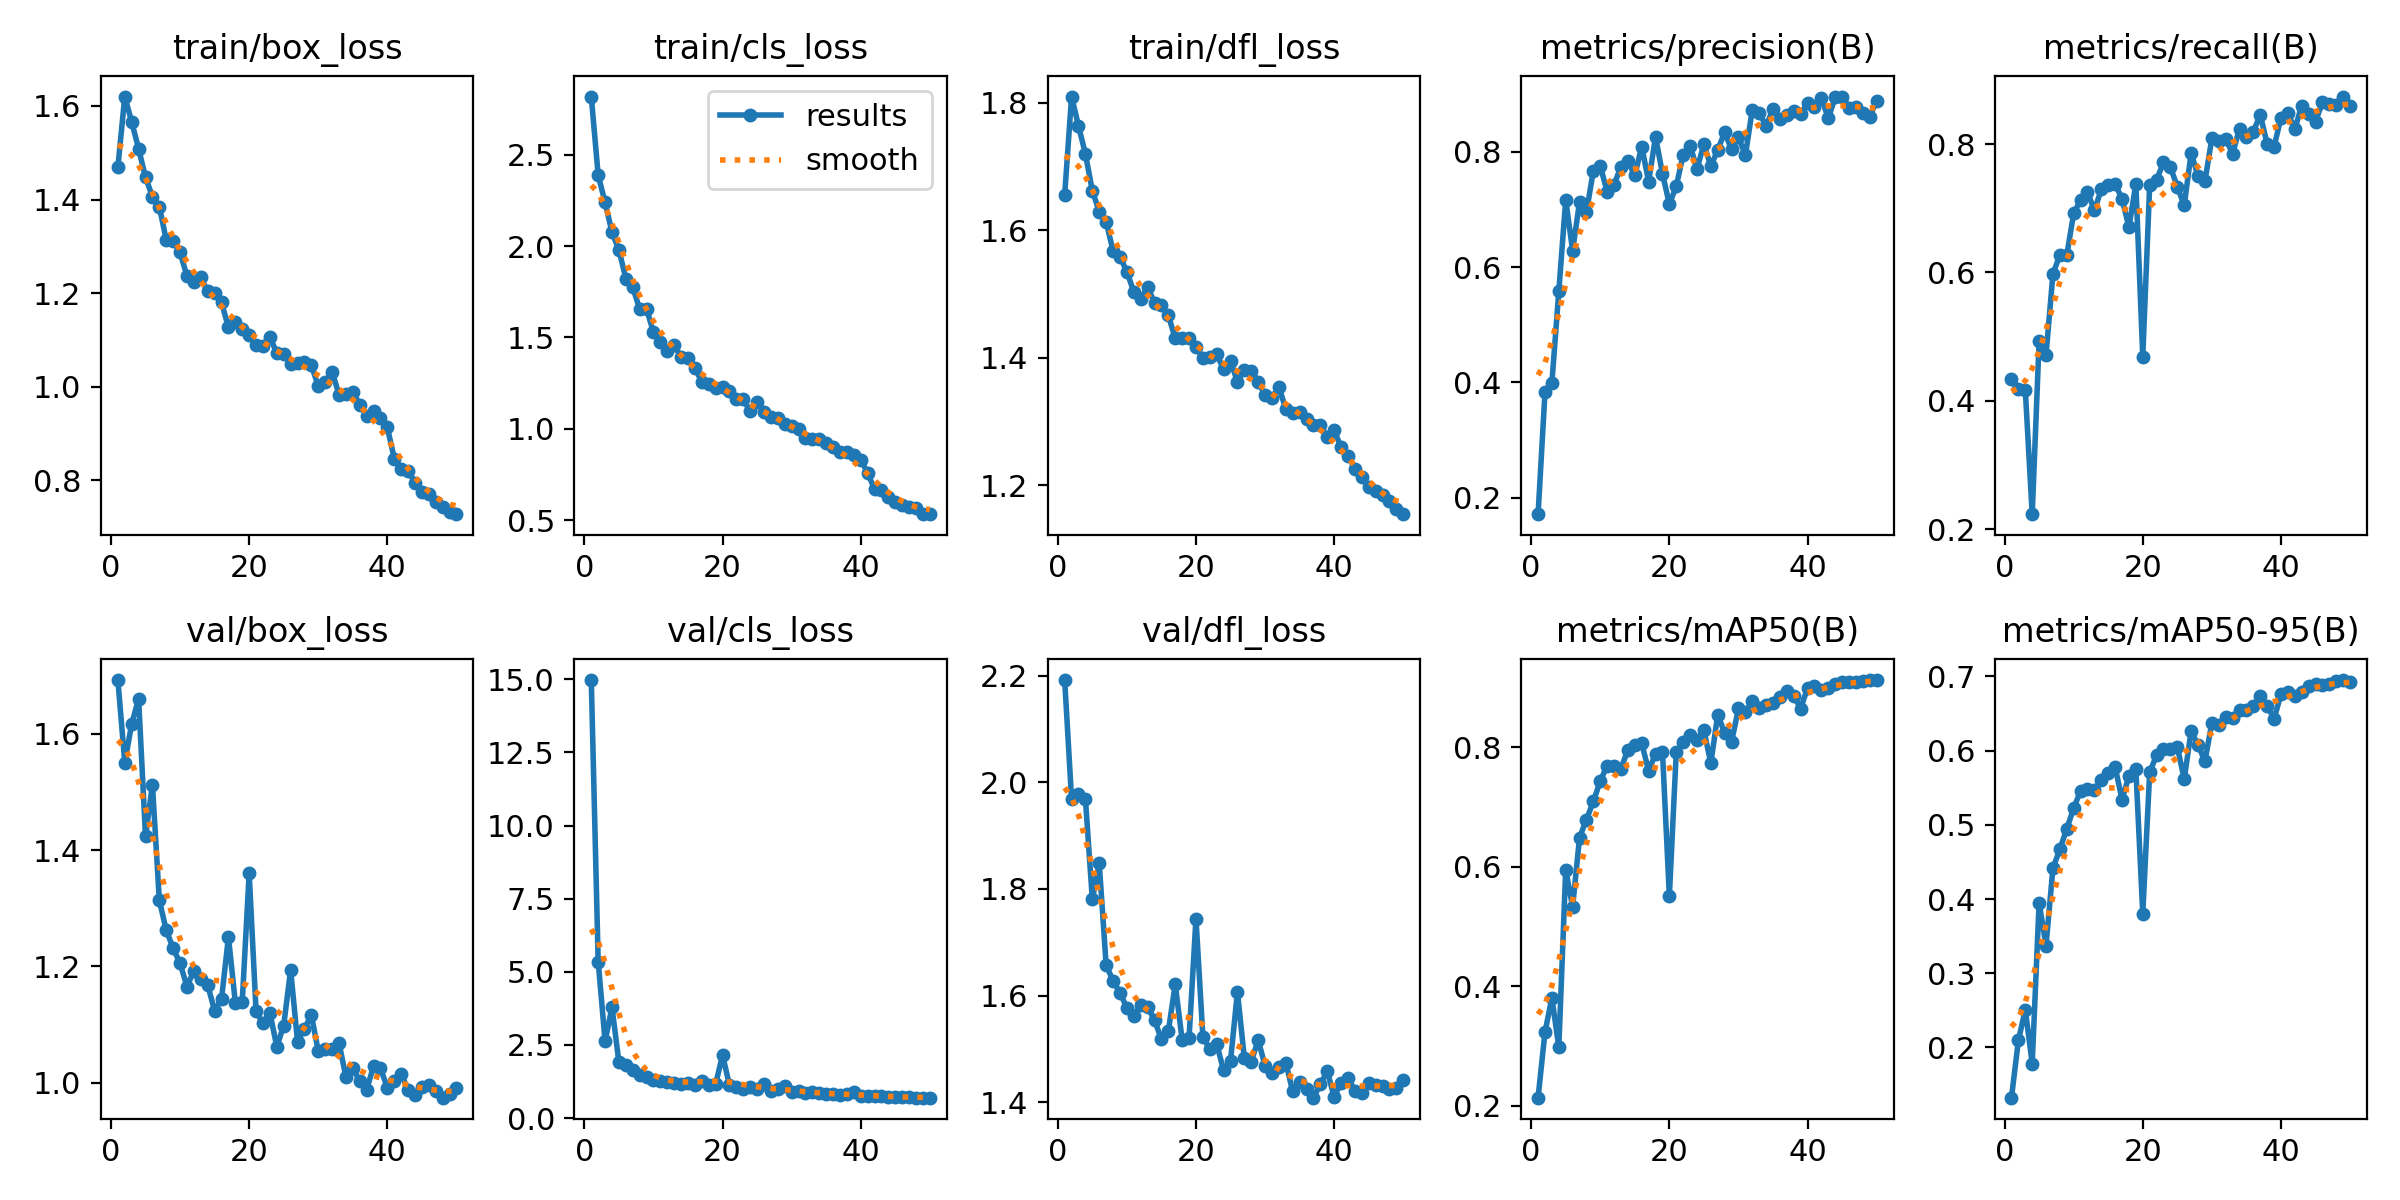 train/box_loss
1.6
1.4
1.2
1.0
0.8
0 20 40
train/cls_loss
results
smooth
2.5
2.0
1.5
1.0
0.5
0 20 40
train/dfl_loss
1.8
1.6
1.4
1.2
0 20 40
metrics/precision(B)
0.8
0.6
0.4
0.2
0 20 40
metrics/recall(B)
0.8
0.6
0.4
0.2
0 20 40
val/box_loss
1.6
1.4
1.2
1.0
0 20 40
val/cls_loss
15.0
12.5
10.0
7.5
5.0
2.5
0.0
0 20 40
val/dfl_loss
2.2
2.0
1.8
1.6
1.4
0 20 40
metrics/mAP50(B)
0.8
0.6
0.4
0.2
0 20 40
metrics/mAP50-95(B)
0.7
0.6
0.5
0.4
0.3
0.2
0 20 40